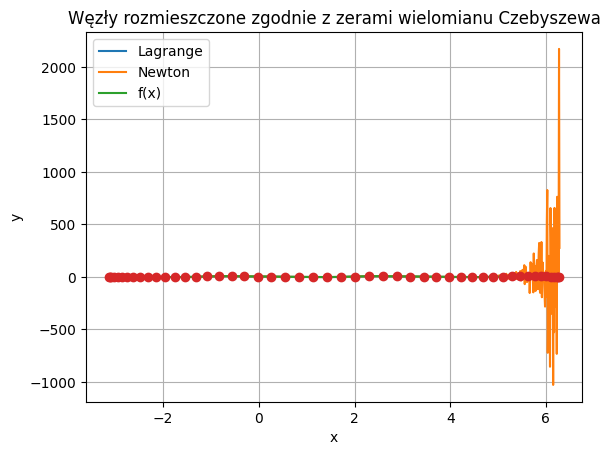 Węzły rozmieszczone zgodnie z zerami wielomianu Czebyszewa
Lagrange
Newton
f(x)
2000
1500
1000
500
0
−500
−1000
y
−2
0
2
4
6
x